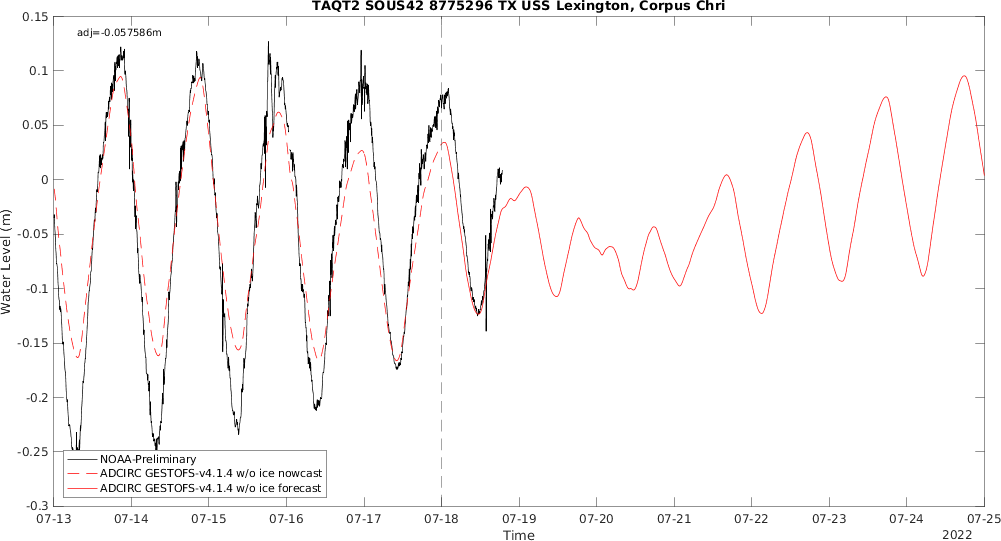 TAQT2 SOUS42 8775296 TX USS Lexington, Corpus Chri
adj=-0.057586m
0.15
0.1
0.05
0
-0.05
-0.1
-0.15
-0.2
-0.25
-0.3
Water Level (m)
NOAA-Preliminary
ADCIRC GESTOFS-v4.1.4 w/o ice nowcast
ADCIRC GESTOFS-v4.1.4 w/o ice forecast
07-13 07-14 07-15 07-16 07-17 07-18 07-19 07-20 07-21 07-22 07-23 07-24 07-25
Time
2022